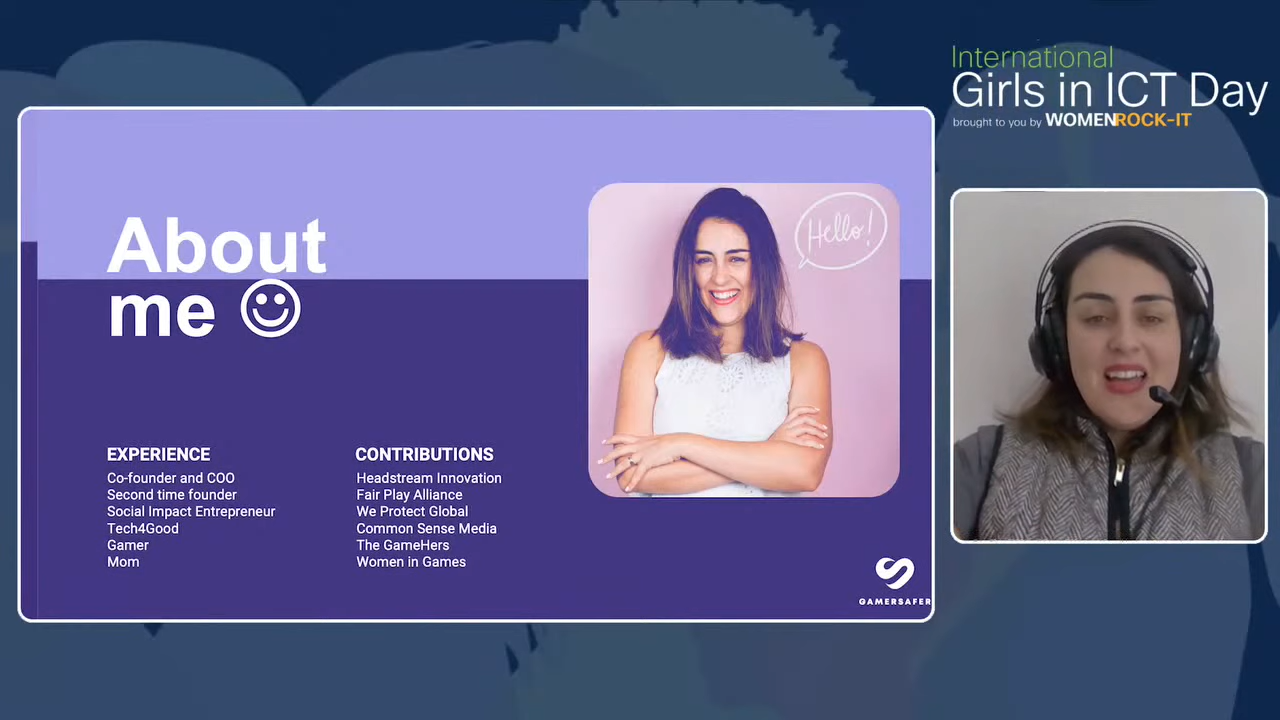 International
Girls in ICT Day
brought to you by WOMENROCK-IT
About
me ☺
Hello!
EXPERIENCE
Co-founder and COO
Second time founder
Social Impact Entrepreneur
Tech4Good
Gamer
Mom
CONTRIBUTIONS
Headstream Innovation
Fair Play Alliance
We Protect Global
Common Sense Media
The GameHers
Women in Games
GAMERSAFER